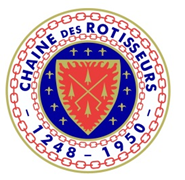 CHAINE DES ROTISSEURS
- 1248 - 1950 -